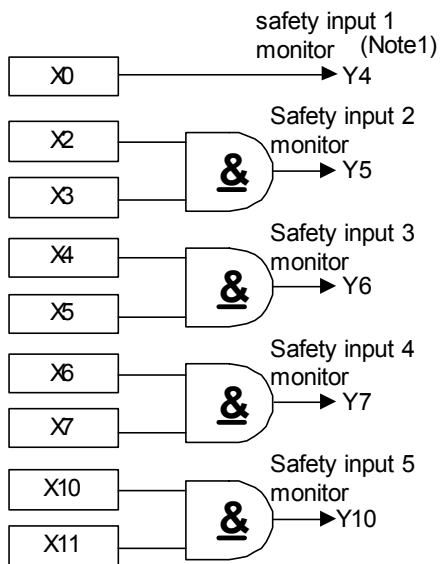 safety input 1
monitor (Note1)
X0
Y4
Safety input 2
monitor
X2
&
Y5
X3
Safety input 3
monitor
X4
&
Y6
X5
Safety input 4
monitor
X6
&
Y7
X7
Safety input 5
monitor
X10
&
Y10
X11